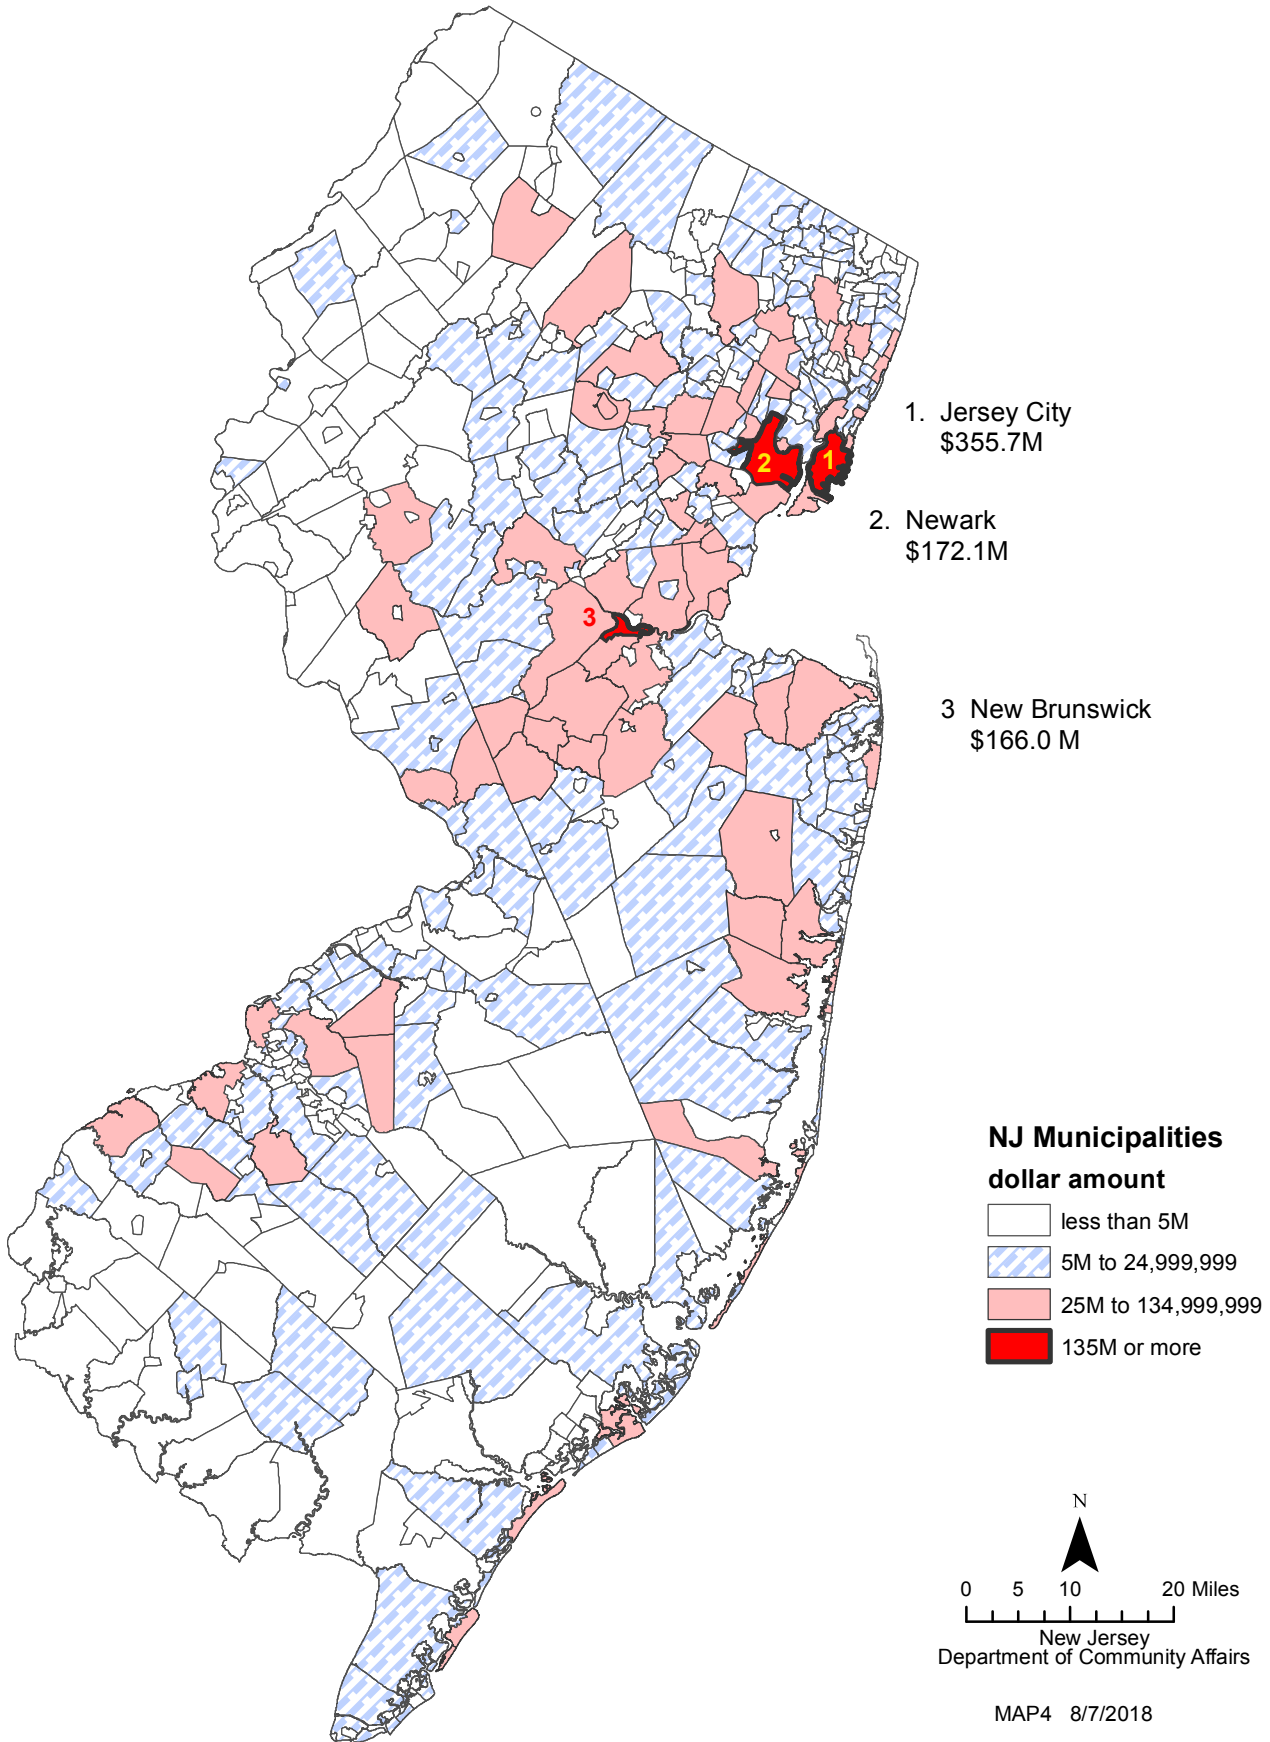 1. Jersey City
$355.7M
2. Newark
$172.1M
3 New Brunswick
$166.0 M
1
2
3
NJ Municipalities
dollar amount
less than 5M
5M to 24,999,999
25M to 134,999,999
135M or more
N
0 5 10 20 Miles
New Jersey
Department of Community Affairs
MAP4 8/7/2018